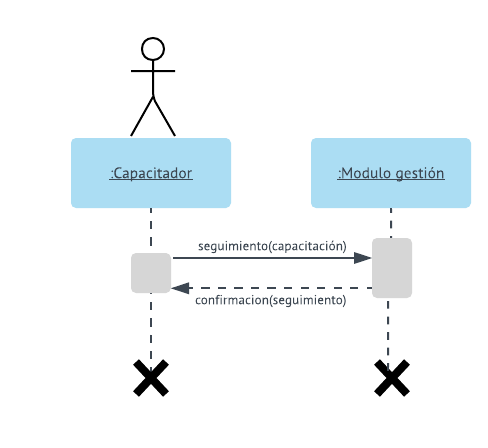 :Capacitador
:Modulo gestión
seguimiento(capacitación)
confirmacion(seguimiento)